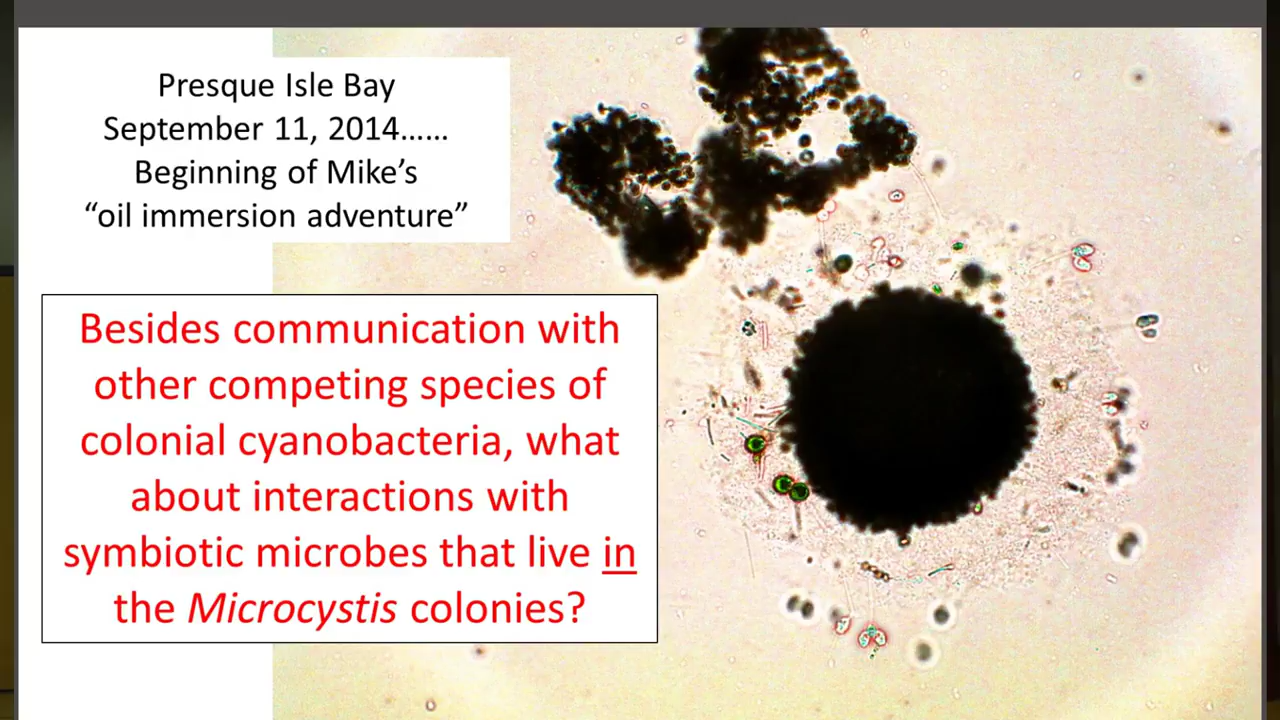 Presque Isle Bay
September 11, 2014……
Beginning of Mike’s
“oil immersion adventure”
Besides communication with
other competing species of
colonial cyanobacteria, what
about interactions with
symbiotic microbes that live in
the Microcystis colonies?